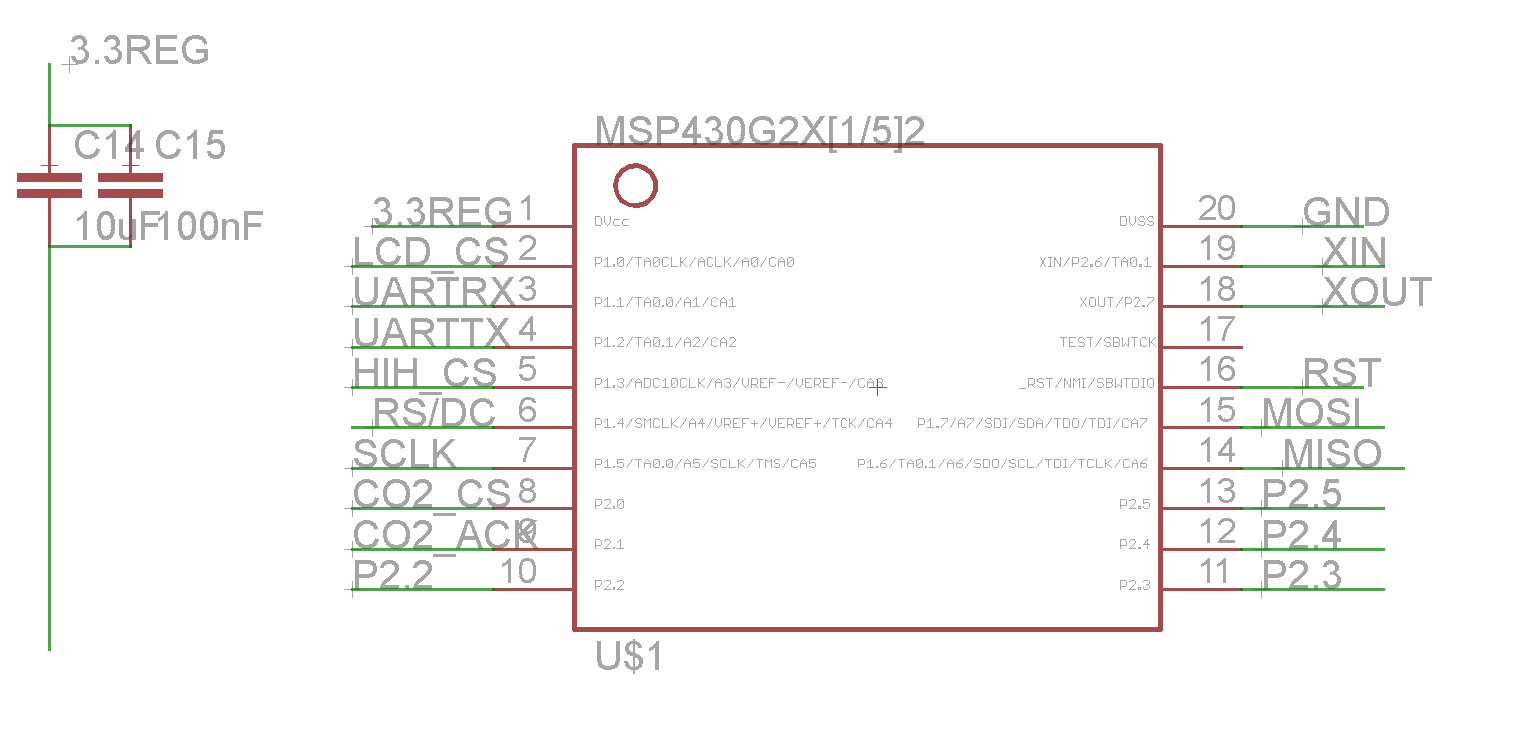 3.3REG
C14 C15
10uF 100nF
MSP430G2X[1/5]2
3.3REG 1 DVcc DVSS 20 GND
LCD_CS 2 P1.0/TA0CLK/ACLK/A0/CA0 XIN/P2.6/TA0.1 19 XIN
UARTRX 3 P1.1/TA0.0/A1/CA1 XOUT/P2.7 18 XOUT
UARTTX 4 P1.2/TA0.1/A2/CA2 TEST/SBWTCK 17
HIH_CS 5 P1.3/ADC10CLK/A3/VREF-/VEREF-/CA3 _RST/NMI/SBWTDIO 16 RST
RS/DC 6 P1.4/SMCLK/A4/VREF+/VEREF+/TCK/CA4 P1.7/A7/SDI/SDA/TDO/TDI/CA7 15 MOSI
SCLK 7 P1.5/TA0.0/A5/SCLK/TMS/CA5 P1.6/TA0.1/A6/SDO/SCL/TDI/TCLK/CA6 14 MISO
CO2_CS 8 P2.0 P2.5 13 P2.5
CO2_ACK 9 P2.1 P2.4 12 P2.4
P2.2 10 P2.2 P2.3 11 P2.3
U$1